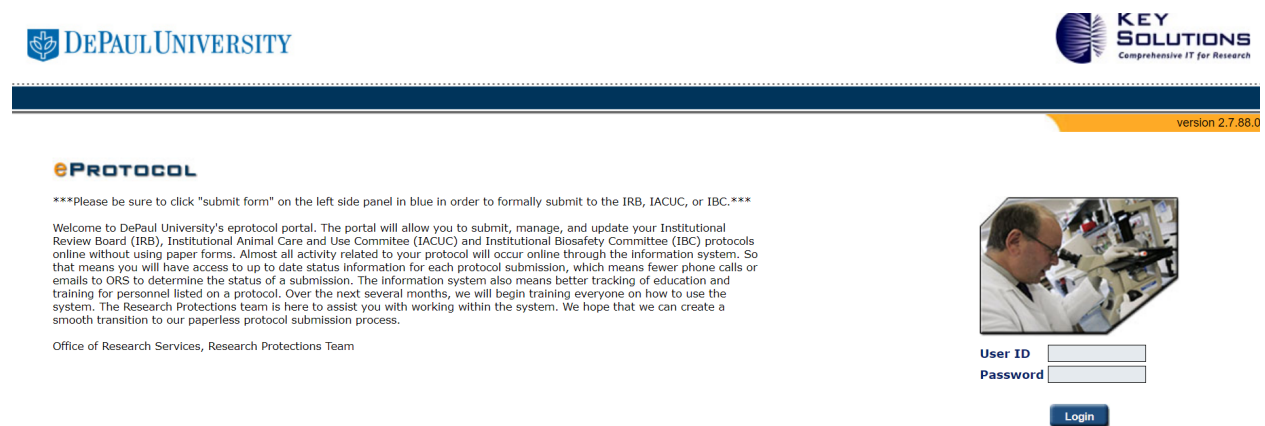 DEPAUL UNIVERSITY
KEY
SOLUTIONS
Comprehensive IT for Research
version 2.7.88.0
ePROTOCOL
***Please be sure to click "submit form" on the left side panel in blue in order to formally submit to the IRB, IACUC, or IBC.***
Welcome to DePaul University's eprotocol portal. The portal will allow you to submit, manage, and update your Institutional
Review Board (IRB), Institutional Animal Care and Use Commitee (IACUC) and Institutional Biosafety Committee (IBC) protocols
online without using paper forms. Almost all activity related to your protocol will occur online through the information system. So
that means you will have access to up to date status information for each protocol submission, which means fewer phone calls or
emails to ORS to determine the status of a submission. The information system also means better tracking of education and
training for personnel listed on a protocol. Over the next several months, we will begin training everyone on how to use the
system. The Research Protections team is here to assist you with working within the system. We hope that we can create a
smooth transition to our paperless protocol submission process.
Office of Research Services, Research Protections Team
User ID
Password
Login